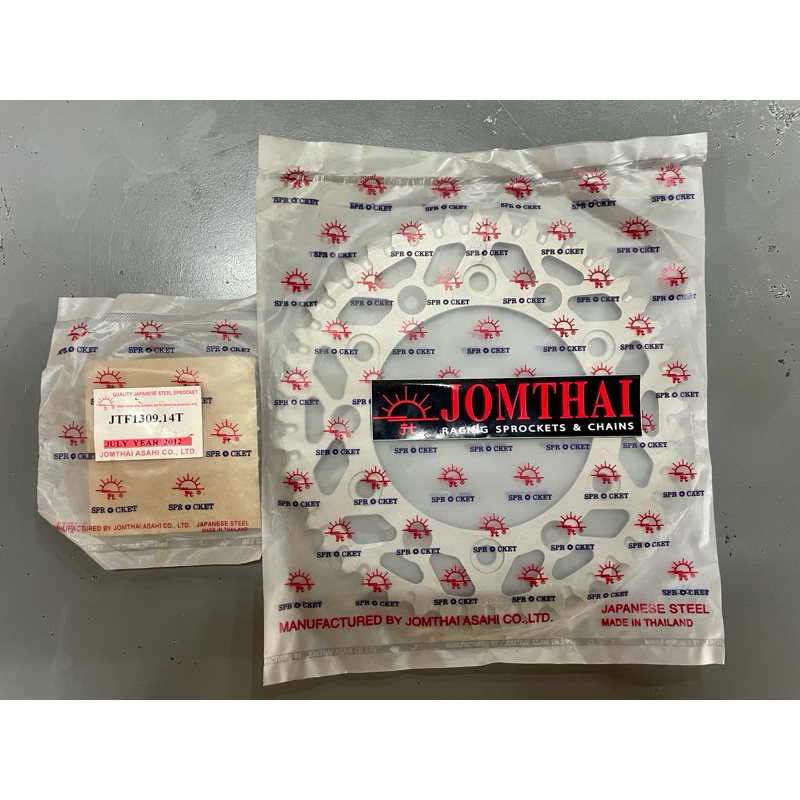 QUALITY JAPANESE STEEL SPROCKET
JTF1309.14T
JULY YEAR 2012
JOMTHAI ASAHI CO., LTD.
SPR CKET
MANUFACTURED BY JOMTHAI ASAHI CO., LTD.
JAPANESE STEEL
MADE IN THAILAND
jt
SPR CKET
JOMTHAI
RACING SPROCKETS & CHAINS
MANUFACTURED BY JOMTHAI ASAHI CO.,LTD.
JAPANESE STEEL
MADE IN THAILAND